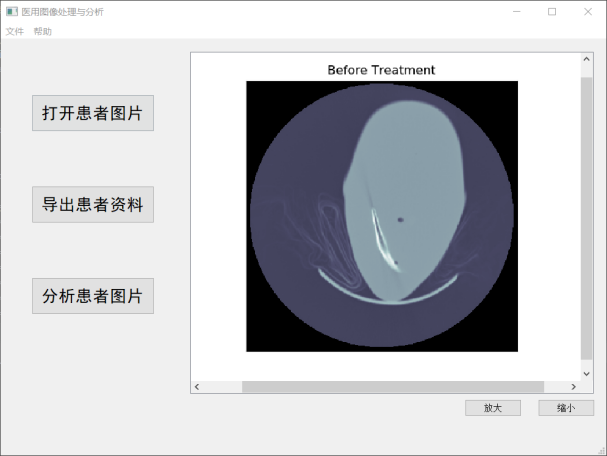 医用图像处理与分析
文件 帮助
Before Treatment
打开患者图片
导出患者资料
分析患者图片
放大 缩小